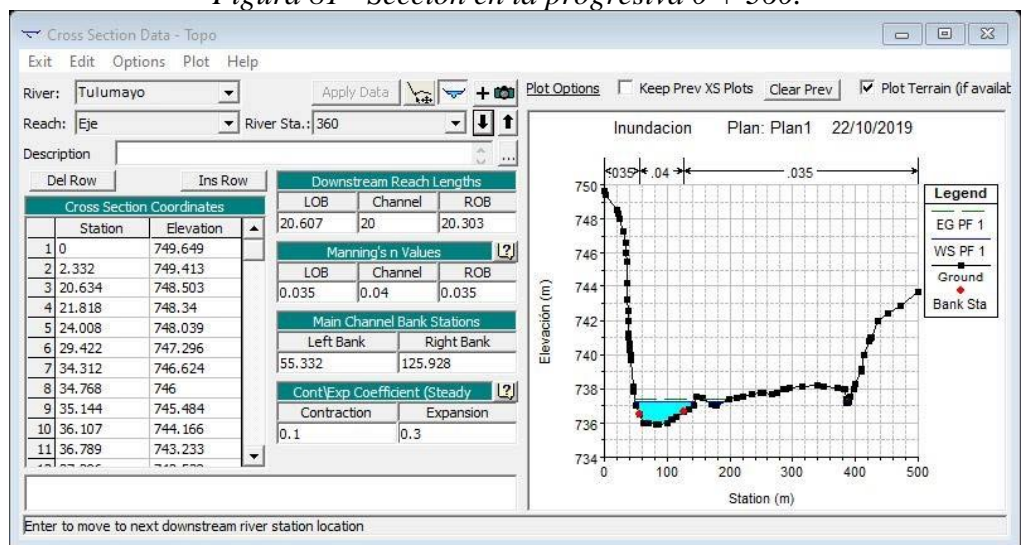 Figura 61 - Sección en la progresiva 0 + 360.
Cross Section Data - Topo
Exit Edit Options Plot Help
River: Tulumayo
Apply Data
Plot Options
Keep Prev XS Plots
Clear Prev
Plot Terrain (if availab
Reach: Eje
River Sta.: 360
Description
...
Del Row
Ins Row
Cross Section Coordinates
Station Elevation
1 0 749.649
2 2.332 749.413
3 20.634 748.503
4 21.818 748.34
5 24.008 748.039
6 29.422 747.296
7 34.312 746.624
8 34.768 746
9 35.144 745.484
10 36.107 744.166
11 36.789 743.233
Downstream Reach Lengths
LOB Channel ROB
20.607 20 20.303
Manning's n Values
LOB Channel ROB
0.035 0.04 0.035
Main Channel Bank Stations
Left Bank Right Bank
55.332 125.928
Cont\Exp Coefficient (Steady
Contraction Expansion
0.1 0.3
Inundacion Plan: Plan1 22/10/2019
.035 .04 .035
750
748
746
744
742
740
738
736
734
Elevación (m)
0 100 200 300 400 500
Station (m)
Legend
EG PF 1
WS PF 1
Ground
Bank Sta
Enter to move to next downstream river station location